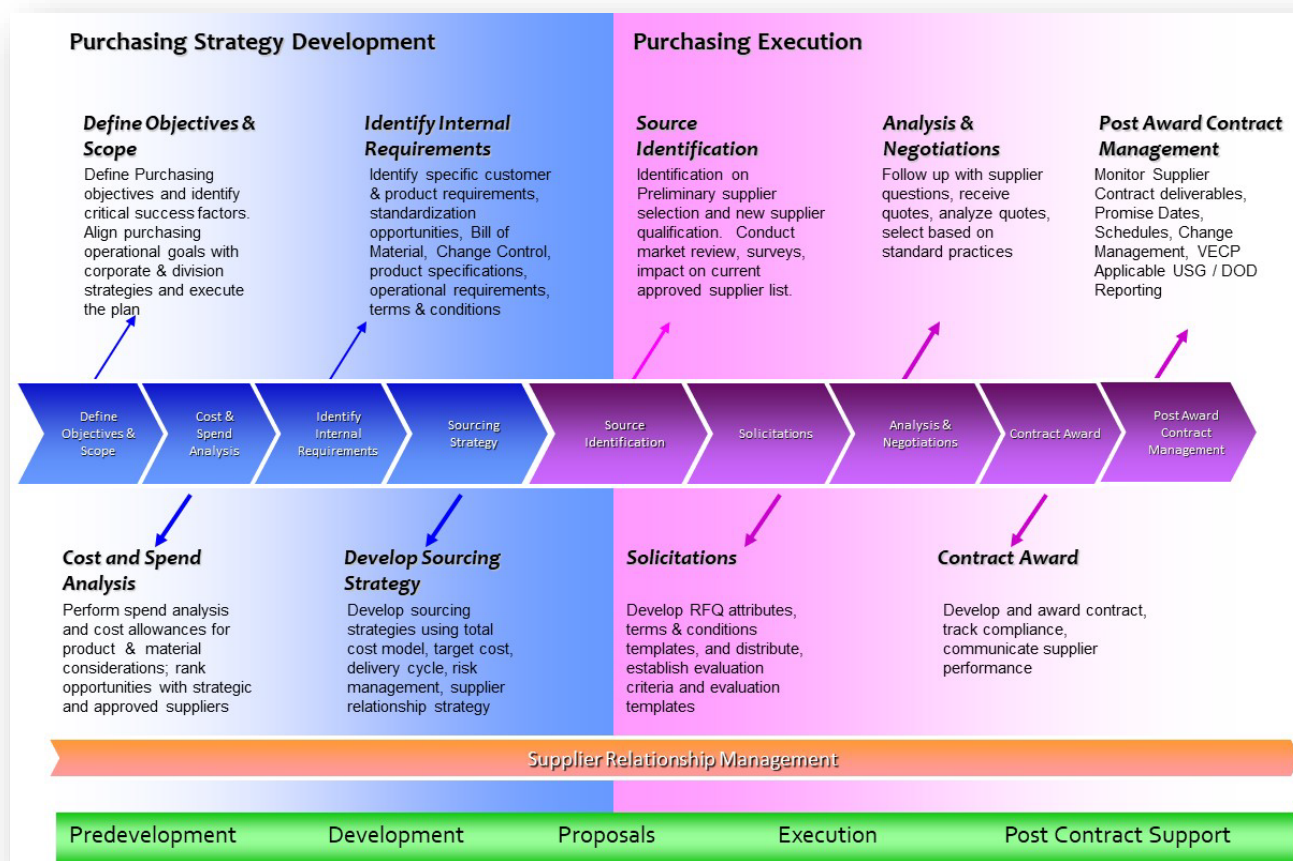 Purchasing Strategy Development
Purchasing Execution
Define Objectives &
Scope
Define Purchasing
objectives and identify
critical success factors.
Align purchasing
operational goals with
corporate & division
strategies and execute
the plan
Identify Internal
Requirements
Identify specific customer
& product requirements,
standardization
opportunities, Bill of
Material, Change Control,
product specifications,
operational requirements,
terms & conditions
Source
Identification
Identification on
Preliminary supplier
selection and new supplier
qualification. Conduct
market review, surveys,
impact on current
approved supplier list.
Analysis &
Negotiations
Follow up with supplier
questions, receive
quotes, analyze quotes,
select based on
standard practices
Post Award Contract
Management
Monitor Supplier
Contract deliverables,
Promise Dates,
Schedules, Change
Management, VECP
Applicable USG / DOD
Reporting
Define
Objectives &
Scope
Cost &
Spend
Analysis
Identify
Internal
Requirements
Sourcing
Strategy
Source
Identification
Solicitations
Analysis &
Negotiations
Contract Award
Post Award
Contract
Management
Cost and Spend
Analysis
Perform spend analysis
and cost allowances for
product & material
considerations; rank
opportunities with strategic
and approved suppliers
Develop Sourcing
Strategy
Develop sourcing
strategies using total
cost model, target cost,
delivery cycle, risk
management, supplier
relationship strategy
Solicitations
Develop RFQ attributes,
terms & conditions
templates, and distribute,
establish evaluation
criteria and evaluation
templates
Contract Award
Develop and award contract,
track compliance,
communicate supplier
performance
Supplier Relationship Management
Predevelopment
Development
Proposals
Execution
Post Contract Support